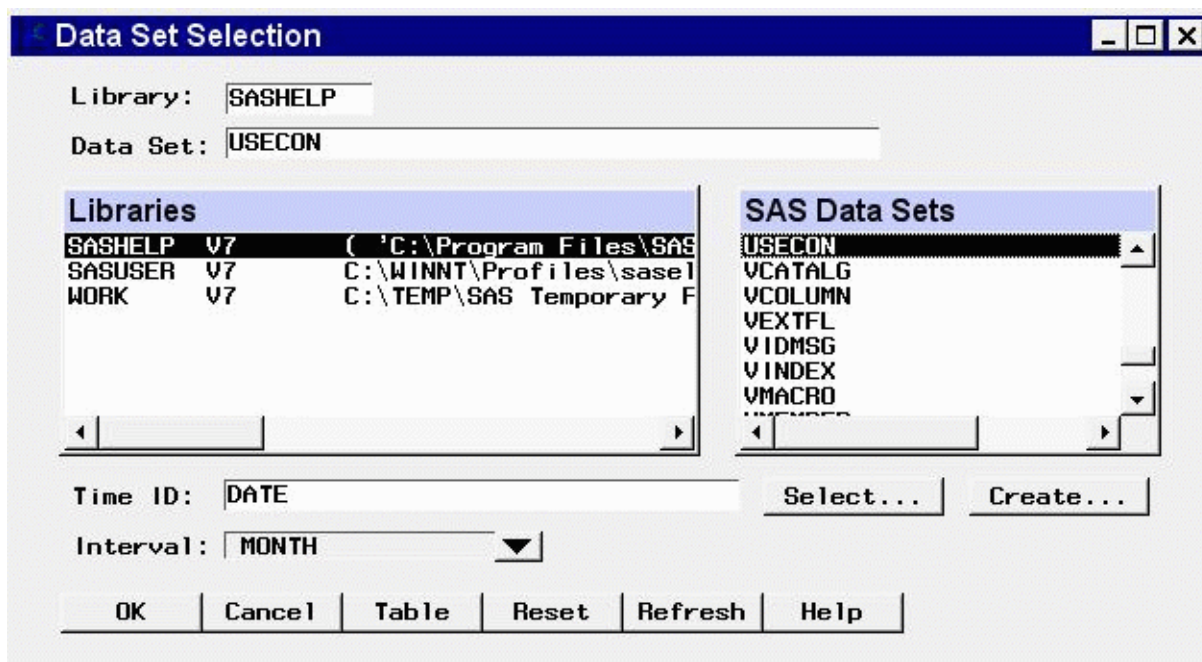 Data Set Selection
Library: SASHELP
Data Set: USECON
Libraries
SASHELP V7 ( 'C:\Program Files\SAS
SASUSER V7 C:\WINNT\Profiles\sasel
WORK V7 C:\TEMP\SAS Temporary F
SAS Data Sets
USECON
VCATALG
VCOLUMN
VEXTFL
VIDMSG
VINDEX
VMACRO
Time ID: DATE Select... Create...
Interval: MONTH
OK Cancel Table Reset Refresh Help